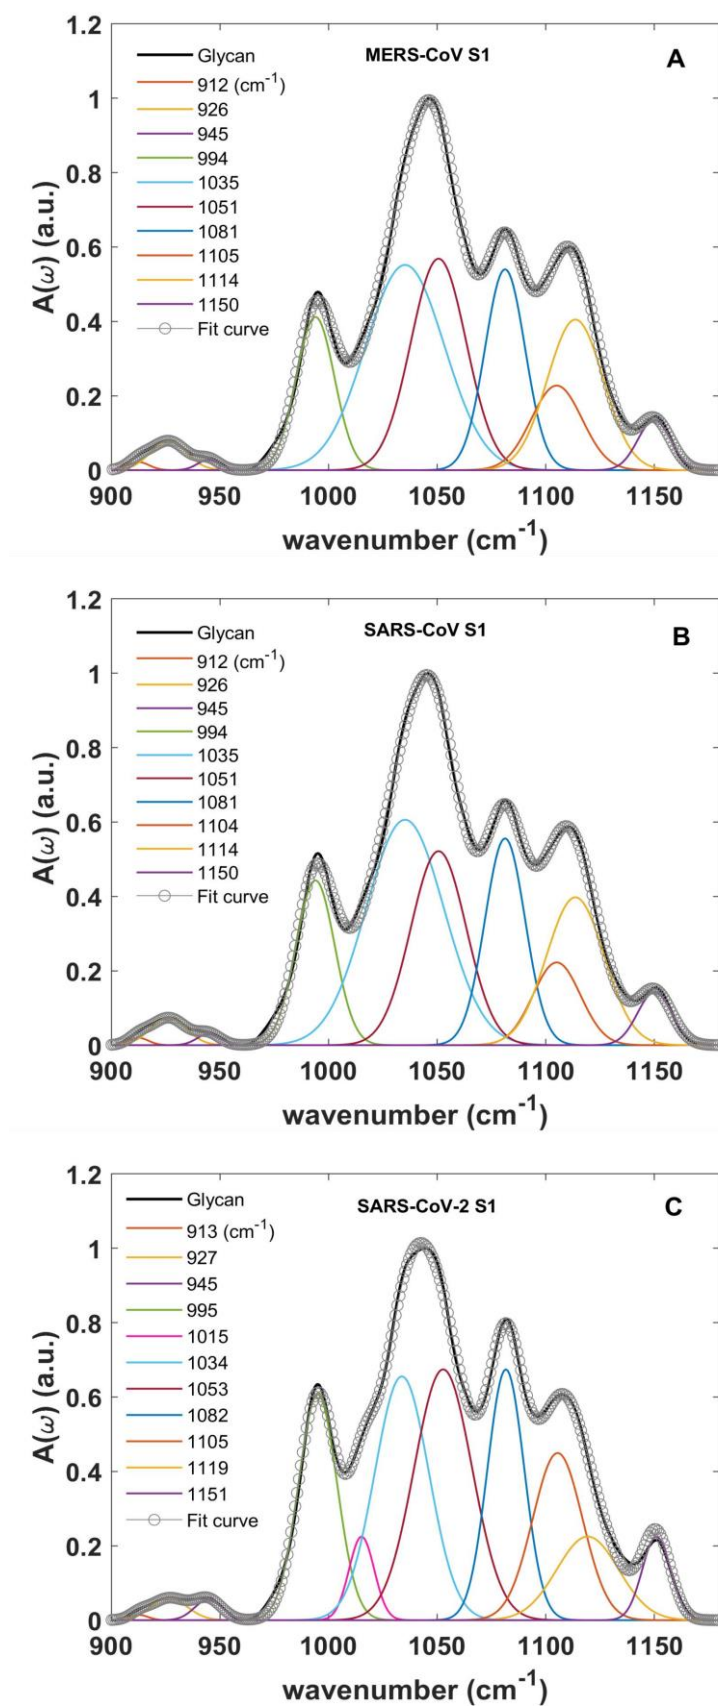 1.2
MERS-CoV S1
A
Glycan
912 (cm⁻¹)
926
945
994
1035
1051
1081
1105
1114
1150
Fit curve
1
0.8
0.6
0.4
0.2
0
A(ω) (a.u.)
900 950 1000 1050 1100 1150
wavenumber (cm⁻¹)
1.2
SARS-CoV S1
B
Glycan
912 (cm⁻¹)
926
945
994
1035
1051
1081
1104
1114
1150
Fit curve
1
0.8
0.6
0.4
0.2
0
A(ω) (a.u.)
900 950 1000 1050 1100 1150
wavenumber (cm⁻¹)
1.2
SARS-CoV-2 S1
C
Glycan
913 (cm⁻¹)
927
945
995
1015
1034
1053
1082
1105
1119
1151
Fit curve
1
0.8
0.6
0.4
0.2
0
A(ω) (a.u.)
900 950 1000 1050 1100 1150
wavenumber (cm⁻¹)